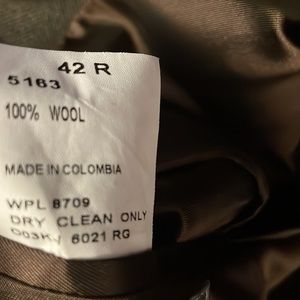 42 R
5163
100% WOOL
MADE IN COLOMBIA
WPL 8709
DRY CLEAN ONLY
6021 RG